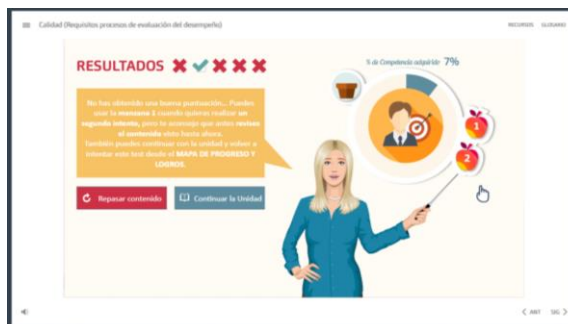 Calidad (Requisitos procesos de evaluación del desempeño)
RECURSOS GLOSARIO
RESULTADOS
% de Competencia adquirida: 7%
No has obtenido una buena puntuación... Puedes
usar la manzana 1 cuando quieras realizar un
segundo intento, pero te aconsejo que antes revises
el contenido visto hasta ahora.
También puedes continuar con la unidad y volver a
intentar este test desde el MAPA DE PROGRESO Y
LOGROS.
1
2
Repasar contenido
Continuar la Unidad
ANT SIG